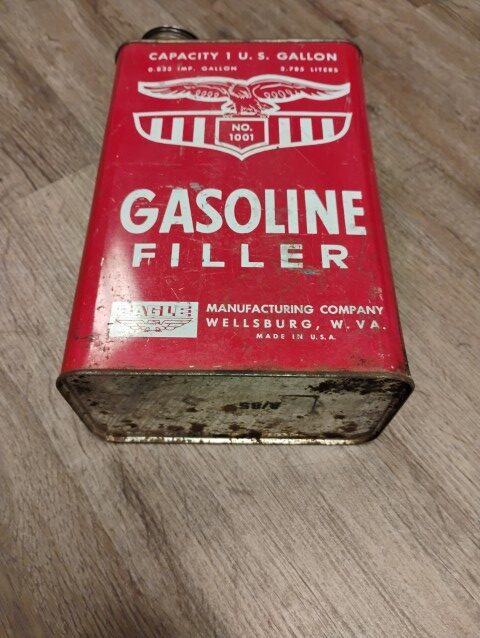 CAPACITY 1 U. S. GALLON
0.833 IMP. GALLON 3.785 LITERS
NO.
1001
GASOLINE
FILLER
EAGLE
MANUFACTURING COMPANY
WELLSBURG, W. VA.
MADE IN U.S.A.